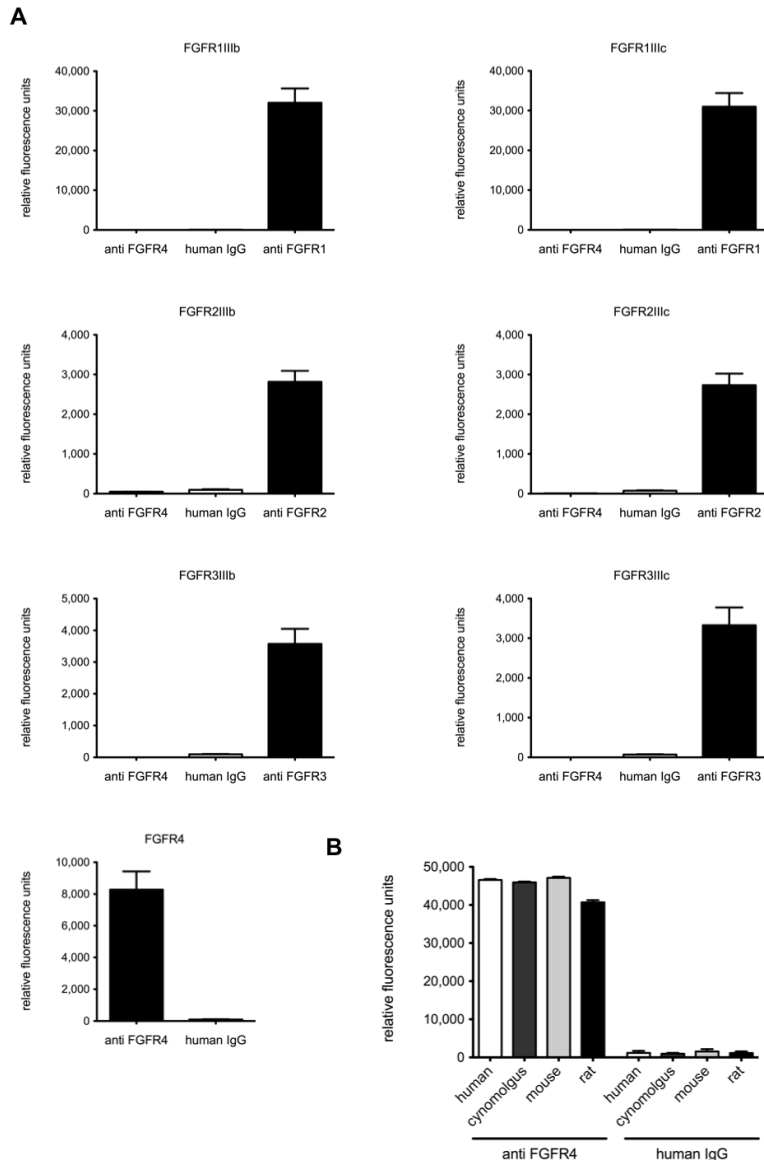 A
FGFR1IIIb
relative fluorescence units
40,000
30,000
20,000
10,000
0
anti FGFR4 human IgG anti FGFR1
FGFR1IIIc
relative fluorescence units
40,000
30,000
20,000
10,000
0
anti FGFR4 human IgG anti FGFR1
FGFR2IIIb
relative fluorescence units
4,000
3,000
2,000
1,000
0
anti FGFR4 human IgG anti FGFR2
FGFR2IIIc
relative fluorescence units
4,000
3,000
2,000
1,000
0
anti FGFR4 human IgG anti FGFR2
FGFR3IIIb
relative fluorescence units
5,000
4,000
3,000
2,000
1,000
0
anti FGFR4 human IgG anti FGFR3
FGFR3IIIc
relative fluorescence units
4,000
3,000
2,000
1,000
0
anti FGFR4 human IgG anti FGFR3
FGFR4
relative fluorescence units
10,000
8,000
6,000
4,000
2,000
0
anti FGFR4 human IgG
B
relative fluorescence units
50,000
40,000
30,000
20,000
10,000
0
human cynomolgus mouse rat human cynomolgus mouse rat
anti FGFR4 human IgG